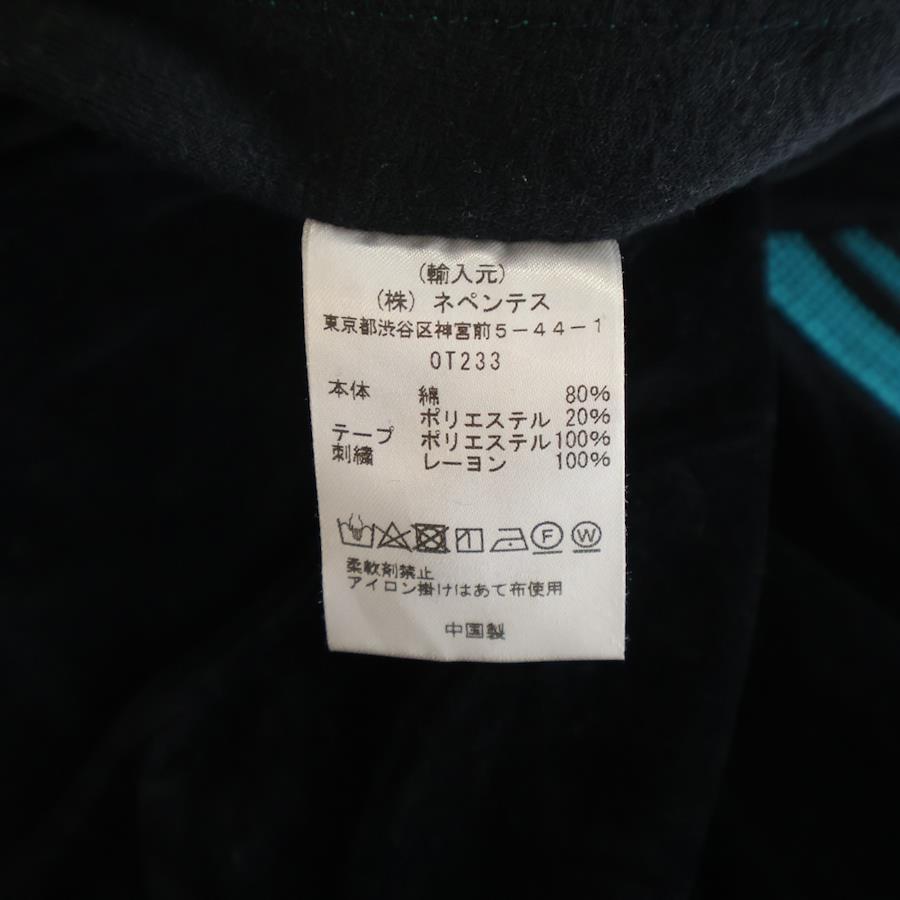 (輸入元)
(株) ネペンテス
東京都渋谷区神宮前5-44-1
OT233
本体 綿 80%
ポリエステル 20%
テープ ポリエステル 100%
刺繍 レーヨン 100%
F W
柔軟剤禁止
アイロン掛けはあて布使用
中国製